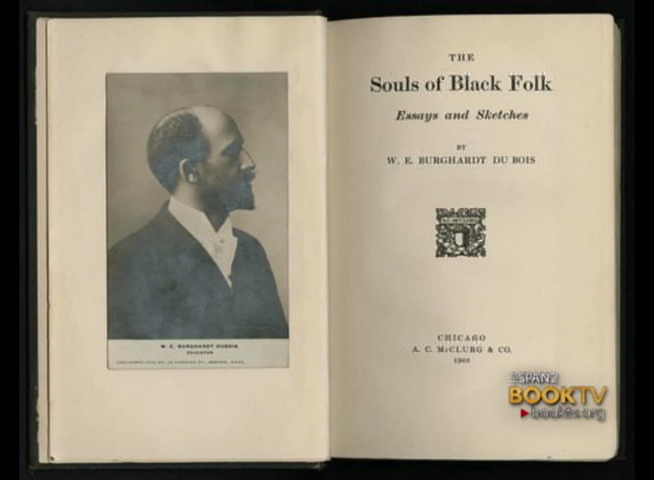 W. E. BURGHARDT DUBOIS
EDUCATOR
THE
Souls of Black Folk
Essays and Sketches
BY
W. E. BURGHARDT DU BOIS
CHICAGO
A. C. McCLURG & CO.
1903
C-SPAN2
BOOKTV
booktv.org